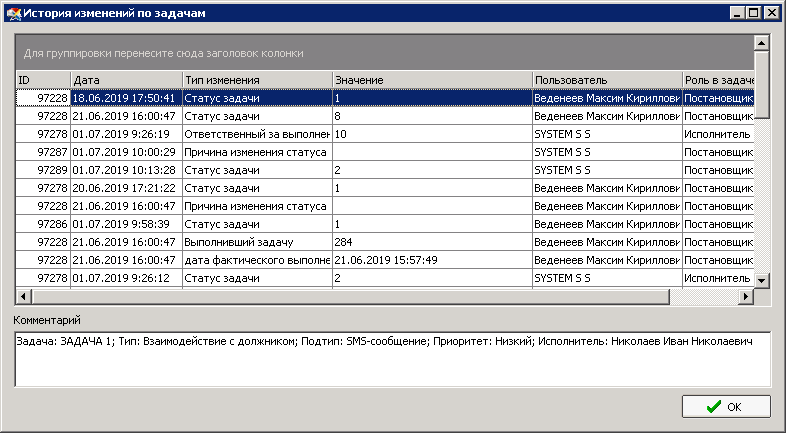 История изменений по задачам
Для группировки перенесите сюда заголовок колонки
ID Дата Тип изменения Значение Пользователь Роль в задаче
97228 18.06.2019 17:50:41 Статус задачи 1 Веденеев Максим Кириллови Постановщик
97228 21.06.2019 16:00:47 Статус задачи 8 Веденеев Максим Кириллови Постановщик
97278 01.07.2019 9:26:19 Ответственный за выполнен 10 SYSTEM S S Исполнитель
97287 01.07.2019 10:00:29 Причина изменения статуса SYSTEM S S Постановщик
97289 01.07.2019 10:13:28 Статус задачи 2 SYSTEM S S Постановщик
97278 20.06.2019 17:21:22 Статус задачи 1 Веденеев Максим Кириллови Постановщик
97228 21.06.2019 16:00:47 Причина изменения статуса Веденеев Максим Кириллови Постановщик
97286 01.07.2019 9:58:39 Статус задачи 1 Веденеев Максим Кириллови Постановщик
97228 21.06.2019 16:00:47 Выполнивший задачу 284 Веденеев Максим Кириллови Постановщик
97228 21.06.2019 16:00:47 дата фактического выполне 21.06.2019 15:57:49 Веденеев Максим Кириллови Постановщик
97278 01.07.2019 9:26:12 Статус задачи 2 SYSTEM S S Исполнитель
Комментарий
Задача: ЗАДАЧА 1; Тип: Взаимодействие с должником; Подтип: SMS-сообщение; Приоритет: Низкий; Исполнитель: Николаев Иван Николаевич
OK